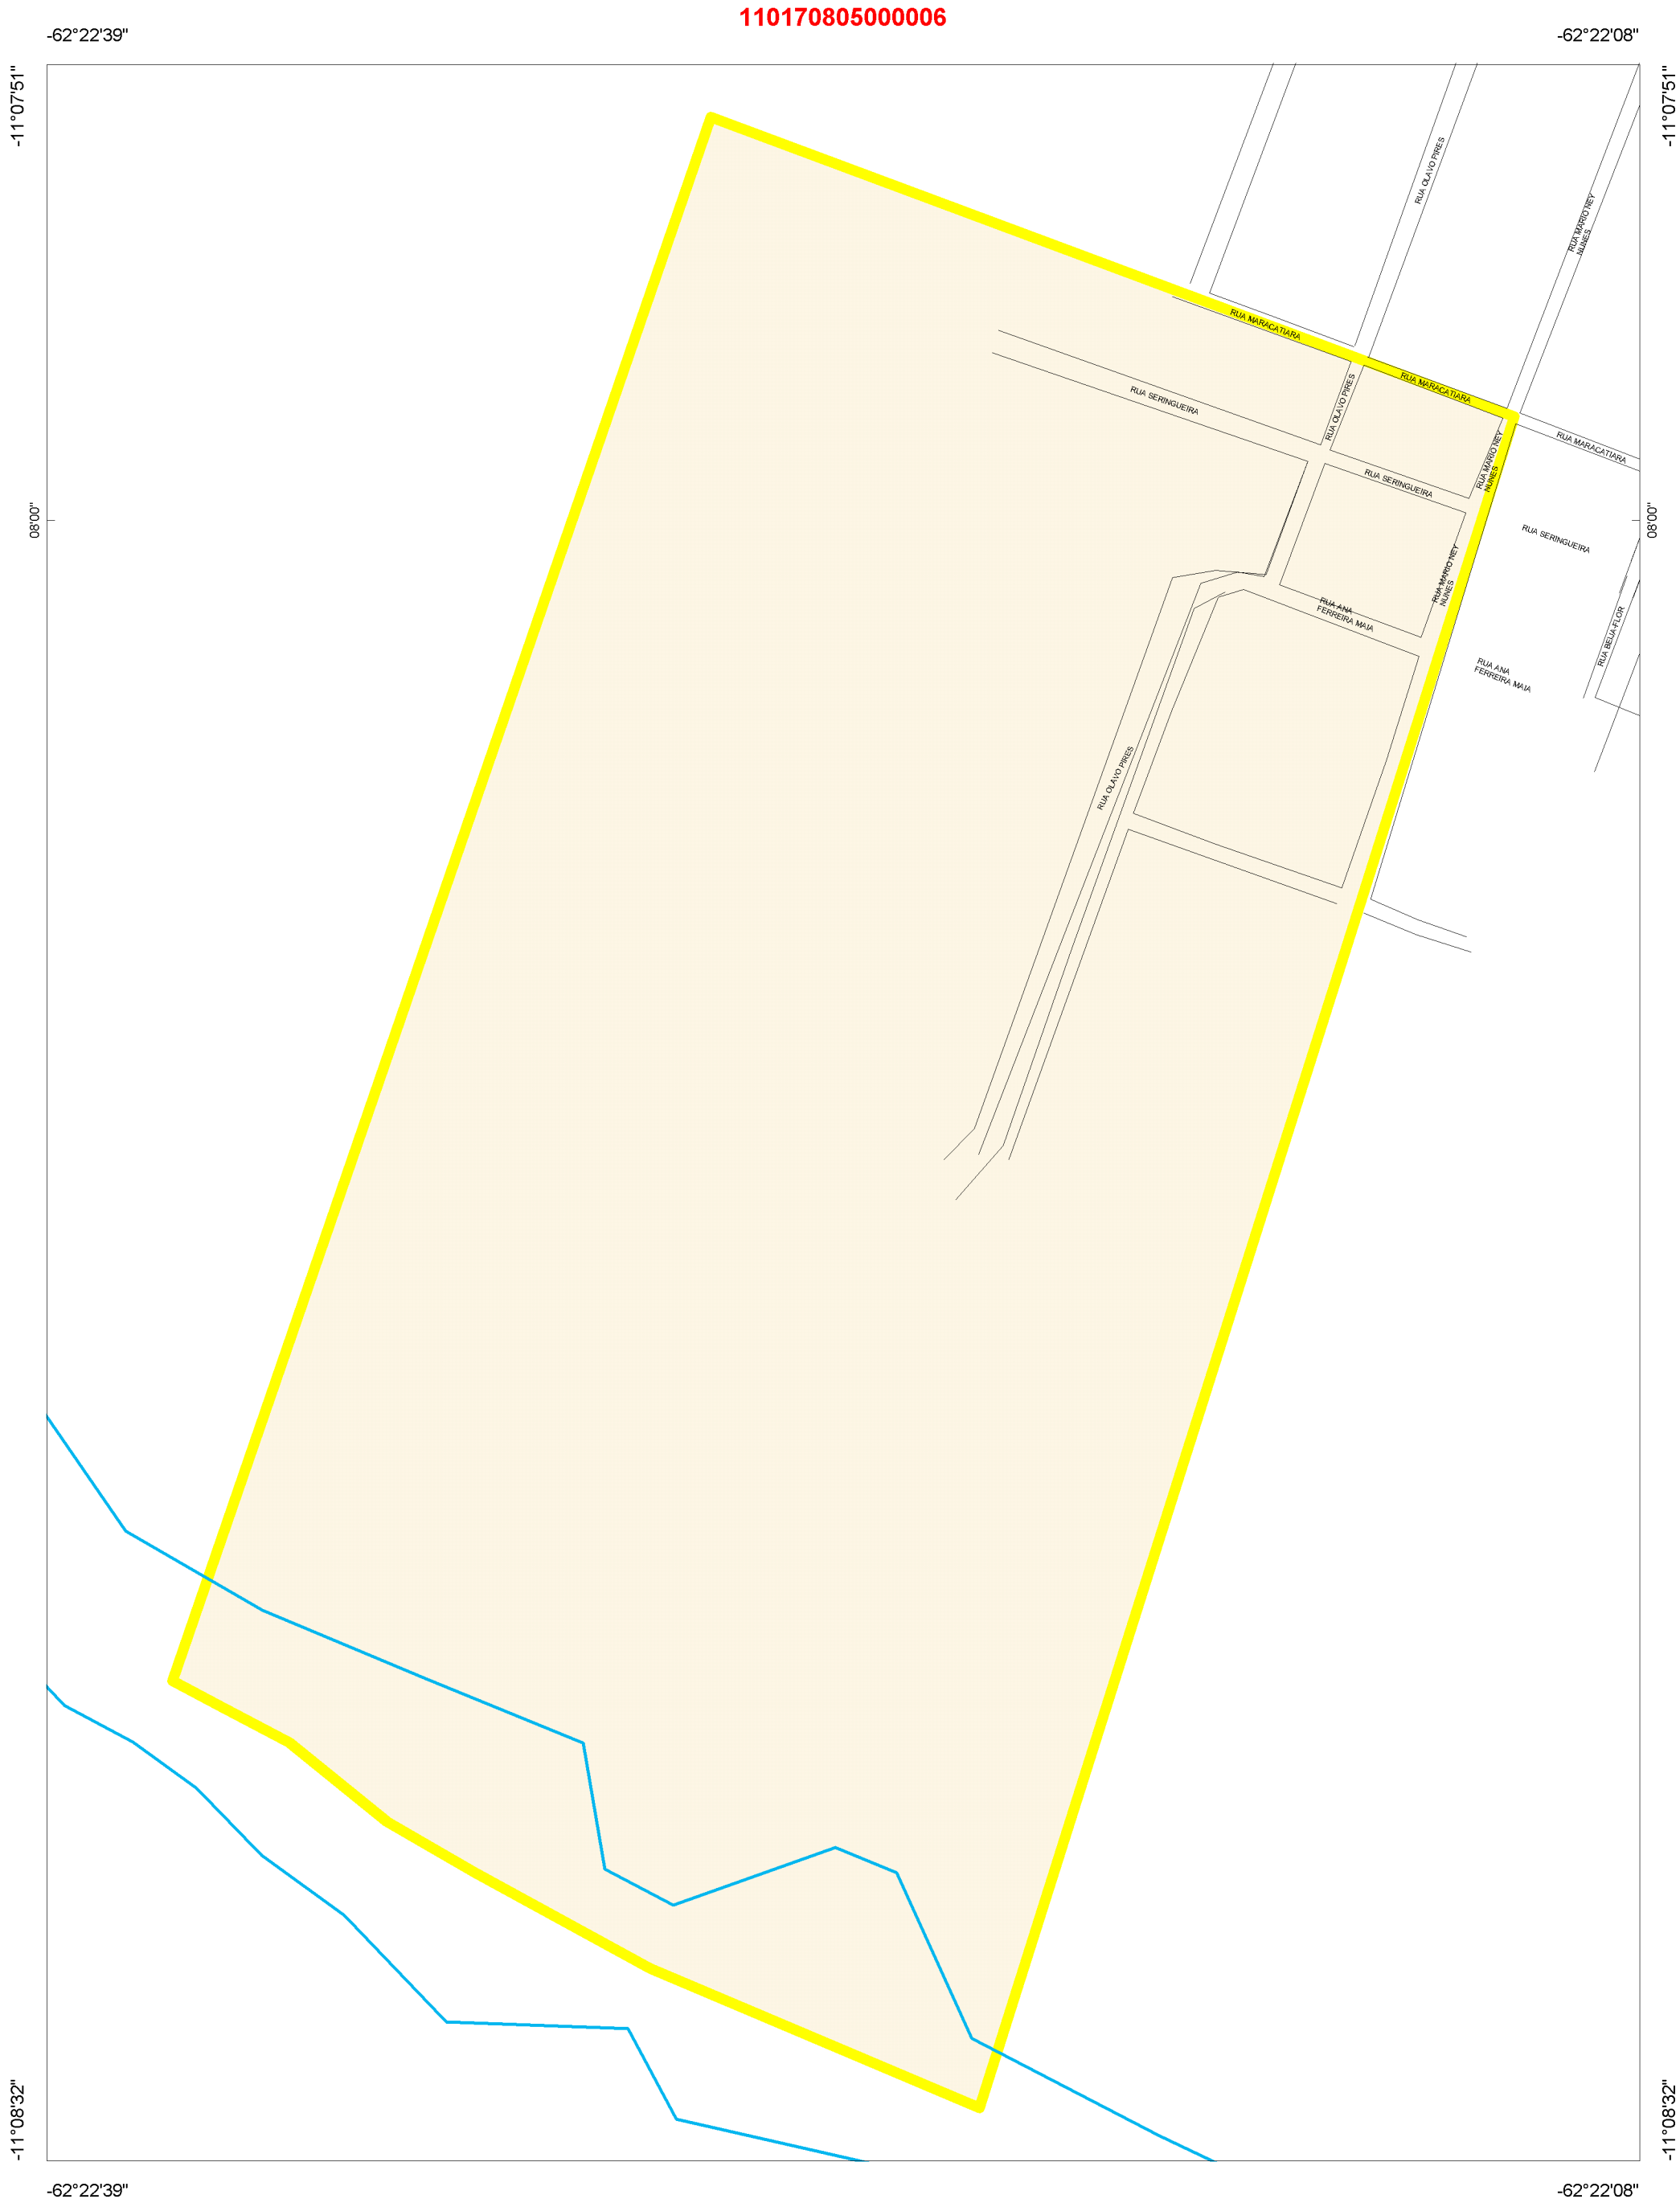 110170805000006
-62°22'39"
-62°22'08"
-11°07'51"
-11°07'51"
RUA OLAVO PIRES
RUA MARIO NEY
NUNES
RUA MARACATIARA
RUA MARACATIARA
RUA SERINGUEIRA
RUA OLAVO PIRES
RUA MARIO NEY
NUNES
RUA MARACATIARA
RUA SERINGUEIRA
08'00"
08'00"
RUA SERINGUEIRA
RUA MARIO NEY
NUNES
RUA ANA
FERREIRA MAIA
RUA BEIJA-FLOR
RUA ANA
FERREIRA MAIA
RUA OLAVO PIRES
-11°08'32"
-11°08'32"
-62°22'39"
-62°22'08"